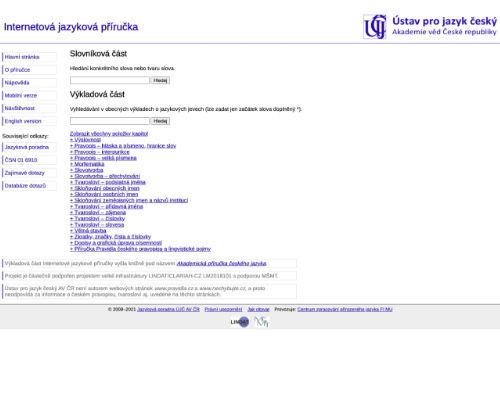 Internetová jazyková příručka
Ústav pro jazyk český
Akademie věd České republiky
Hlavní stránka
O příručce
Nápověda
Mobilní verze
Návštěvnost
English version
Související odkazy:
Jazyková poradna
ČSN 01 6910
Zajímavé dotazy
Databáze dotazů
Slovníková část
Hledání konkrétního slova nebo tvaru slova.
Hledej
Výkladová část
Vyhledávání v obecných výkladech o jazykových jevech (lze zadat jen začátek slova doplněný *).
Hledej
Zobrazit všechny položky kapitol
+ Výslovnost
+ Pravopis – hláska a písmeno, hranice slov
+ Pravopis – interpunkce
+ Pravopis – velká písmena
+ Morfematika
+ Slovotvorba
+ Slovotvorba – přechylování
+ Tvarosloví – podstatná jména
+ Skloňování obecných jmen
+ Skloňování osobních jmen
+ Skloňování zeměpisných jmen a názvů institucí
+ Tvarosloví – přídavná jména
+ Tvarosloví – zájmena
+ Tvarosloví – číslovky
+ Tvarosloví – slovesa
+ Větná stavba
+ Zkratky, značky, čísla a číslovky
+ Dopisy a grafická úprava písemností
+ Příručka Pravidla českého pravopisu a lingvistické pojmy
Výkladová část Internetové jazykové příručky vyšla knižně pod názvem Akademická příručka českého jazyka.
Projekt je částečně podpořen projektem velké infrastruktury LINDAT/CLARIAH-CZ LM2018101 s podporou MŠMT.
Ústav pro jazyk český AV ČR není autorem webových stránek www.pravidla.cz a www.nechybujte.cz, a proto
neodpovídá za informace o českém pravopisu, tvarosloví aj. uvedené na těchto stránkách.
© 2008–2021 Jazyková poradna ÚJČ AV ČR Právní upozornění Jak citovat Provozuje: Centrum zpracování přirozeného jazyka FI MU
LINDAT